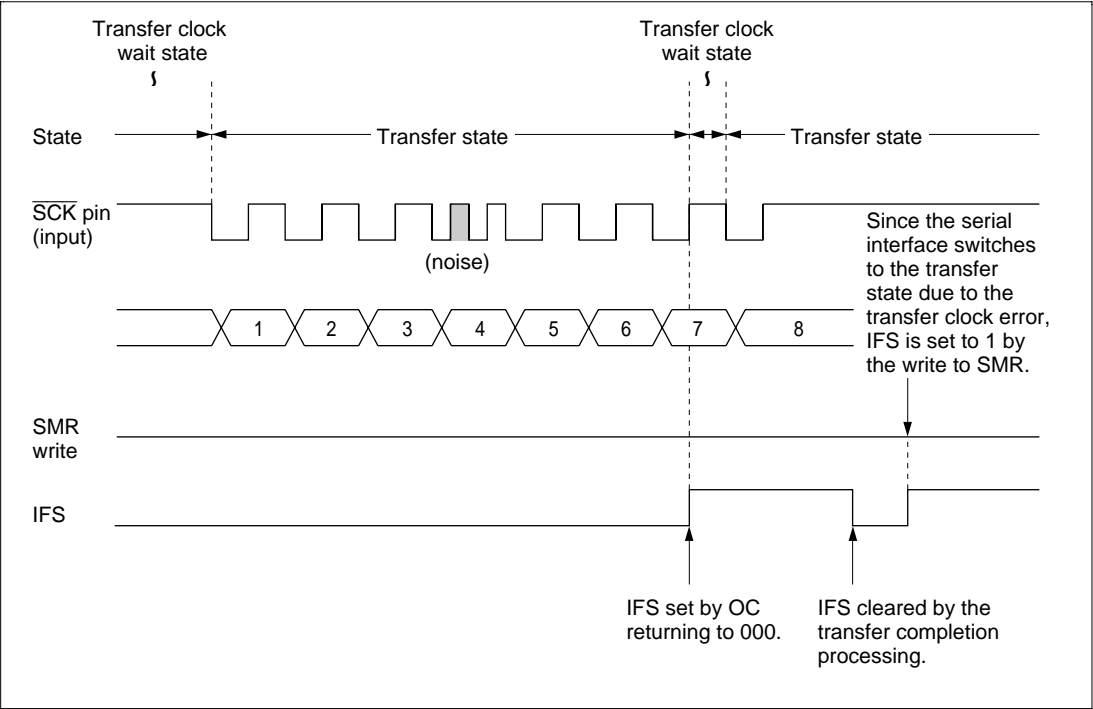 Transfer clock
wait state
Transfer clock
wait state
State
Transfer state
Transfer state
SCK pin
(input)
(noise)
Since the serial
interface switches
to the transfer
state due to the
transfer clock error,
IFS is set to 1 by
the write to SMR.
1 2 3 4 5 6 7 8
SMR
write
IFS
IFS set by OC
returning to 000.
IFS cleared by the
transfer completion
processing.